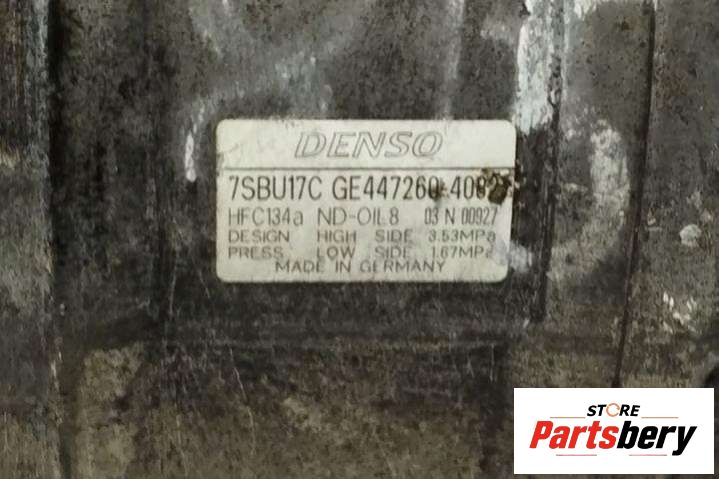 DENSO
7SBU17C GE447260-4082
HFC134a ND-OIL8 03 N 00927
DESIGN HIGH SIDE 3.53MPa
PRESS LOW SIDE 1.67MPa
MADE IN GERMANY
STORE
Partsbery